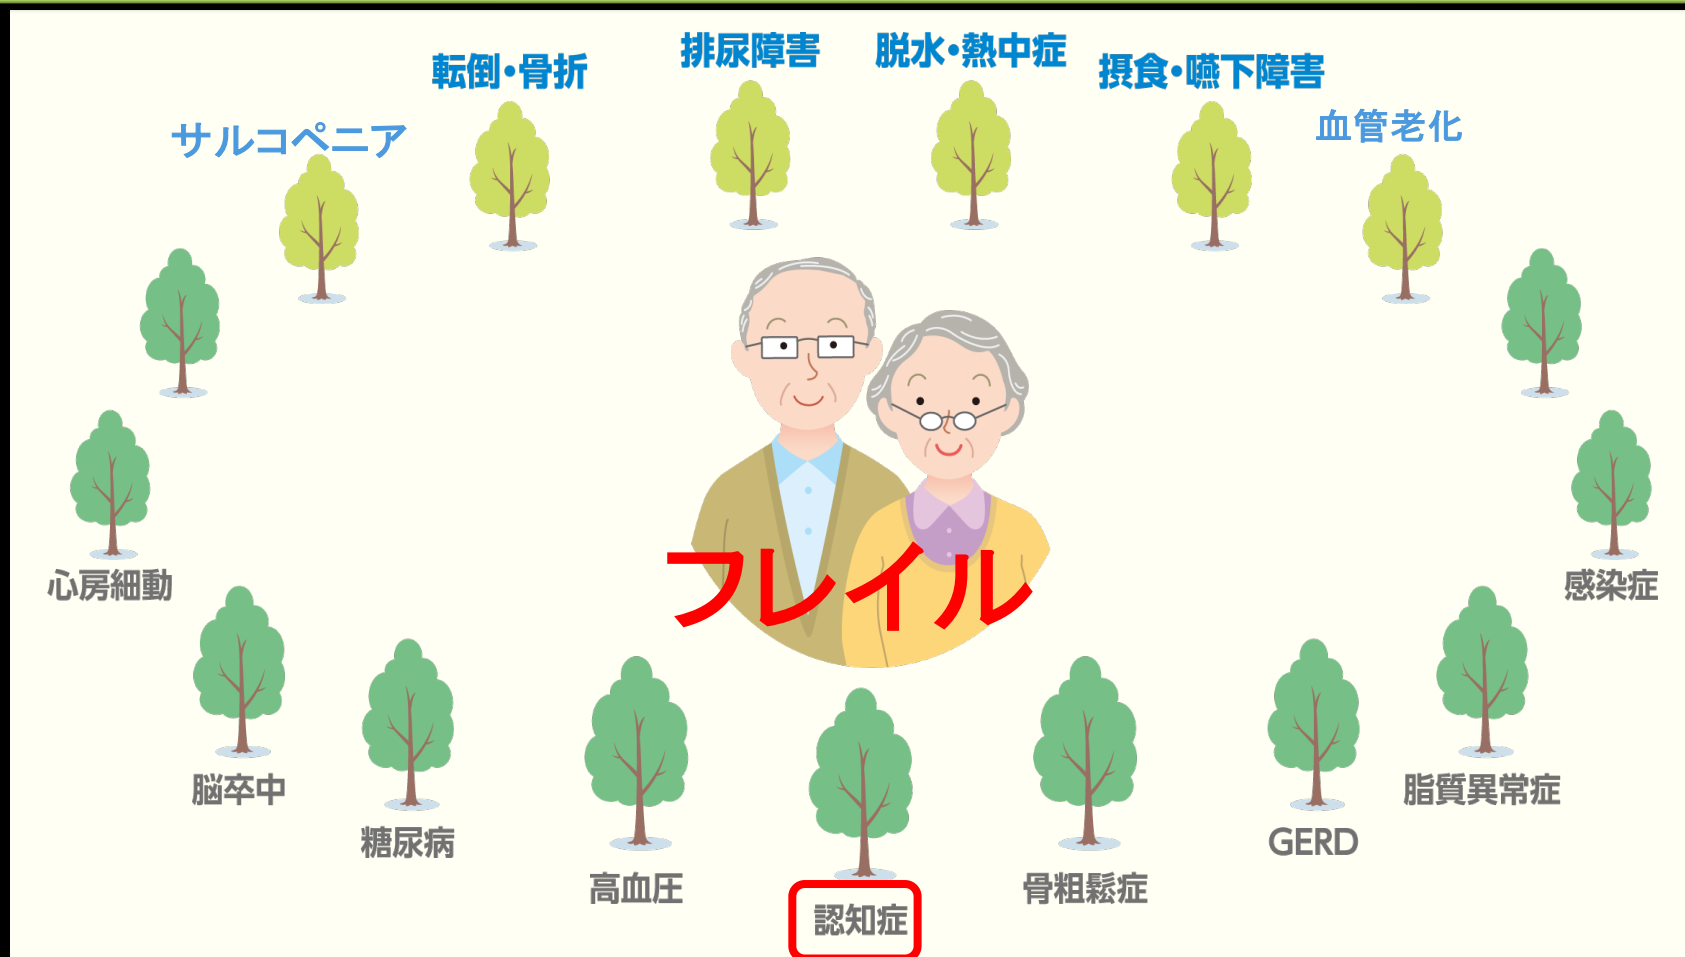 排尿障害
脱水・熱中症
転倒・骨折
摂食・嚥下障害
サルコペニア
血管老化
フレイル
心房細動
感染症
脳卒中
脂質異常症
糖尿病
GERD
高血圧
骨粗鬆症
認知症